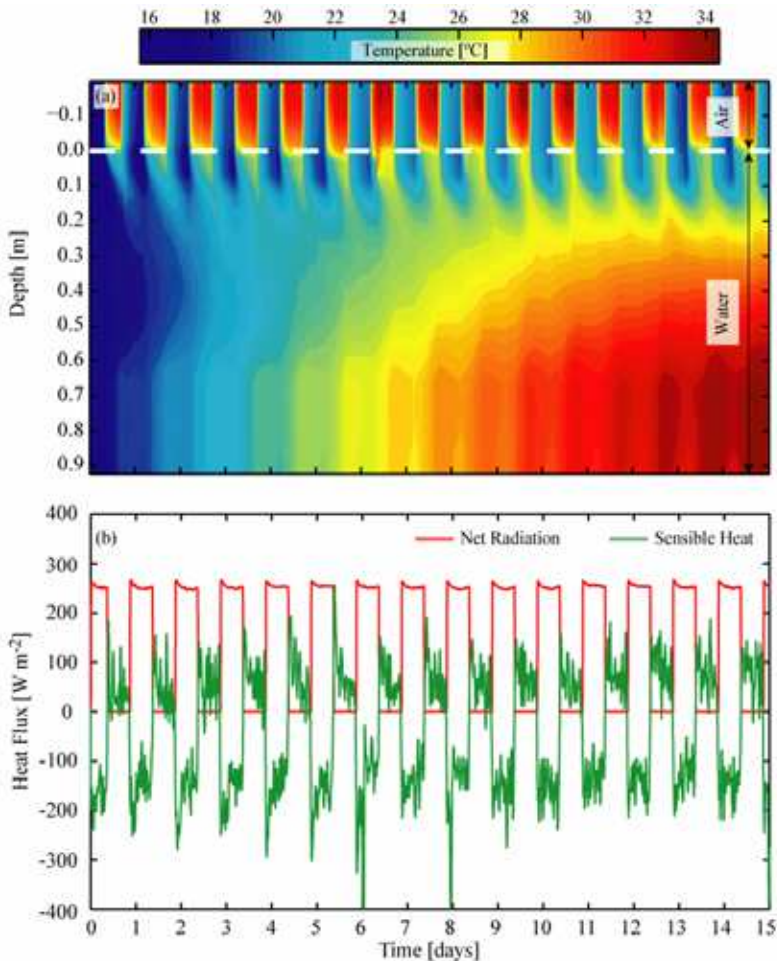 16 18 20 22 24 26 28 30 32 34
Temperature [°C]
(a)
−0.1
0.0
0.1
0.2
0.3
0.4
0.5
0.6
0.7
0.8
0.9
Depth [m]
Air
Water
(b)
Net Radiation
Sensible Heat
400
300
200
100
0
-100
-200
-300
-400
Heat Flux [W m-2]
0 1 2 3 4 5 6 7 8 9 10 11 12 13 14 15
Time [days]